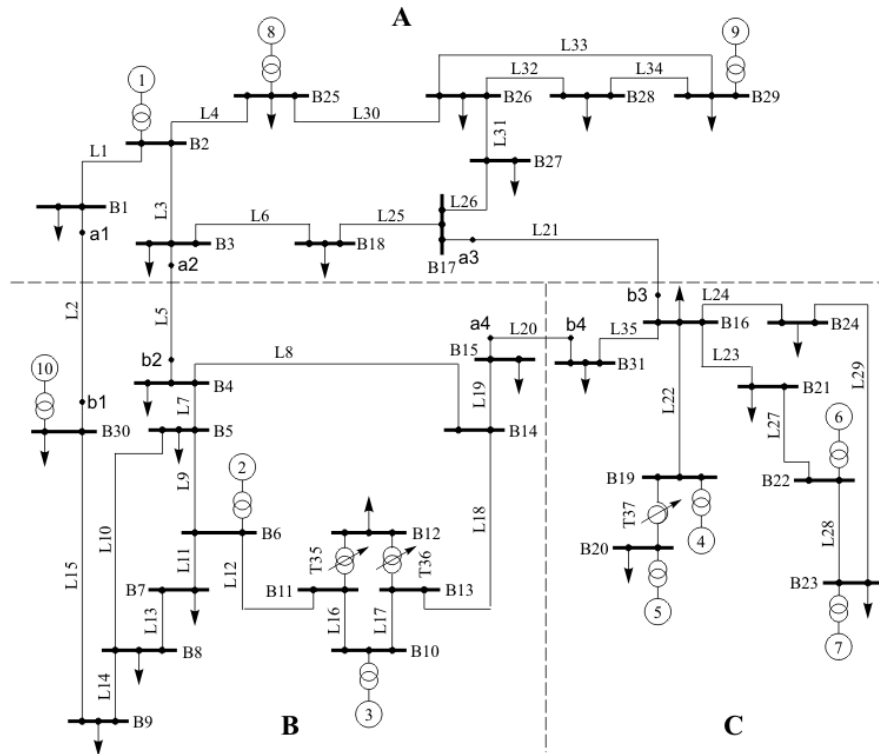 A
8
9
L33
1
L32
L34
L4
B25
L30
B26
B28
B29
B2
L1
L31
B27
B1
L3
L6
L25
L26
L21
a1
B3
B18
B17
a3
a2
b3
L24
L2
L5
a4
L20
b4
L35
B16
B24
b2
L8
B15
B31
L23
L29
10
b1
B4
L7
L19
L22
B21
B30
B5
B14
L27
6
2
L9
B19
B22
L10
B6
B12
L18
T37
4
L28
L15
L11
L12
T35
T36
B20
B7
B11
B13
5
B23
L13
L16
L17
B8
B10
7
L14
3
B9
B
C